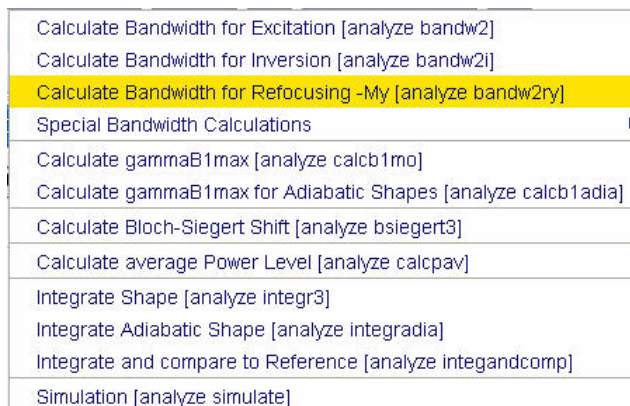 Calculate Bandwidth for Excitation [analyze bandw2]
Calculate Bandwidth for Inversion [analyze bandw2i]
Calculate Bandwidth for Refocusing -My [analyze bandw2ry]
Special Bandwidth Calculations
Calculate gammaB1max [analyze calcb1mo]
Calculate gammaB1max for Adiabatic Shapes [analyze calcb1adia]
Calculate Bloch-Siegert Shift [analyze bsiegert3]
Calculate average Power Level [analyze calcpav]
Integrate Shape [analyze integr3]
Integrate Adiabatic Shape [analyze integradia]
Integrate and compare to Reference [analyze integandcomp]
Simulation [analyze simulate]